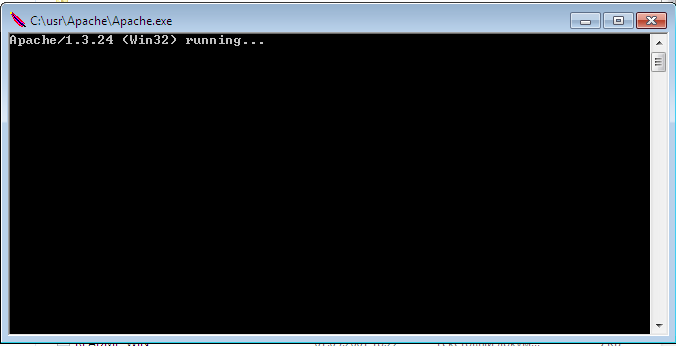 C:\usr\Apache\Apache.exe
Apache/1.3.24 (Win32) running...